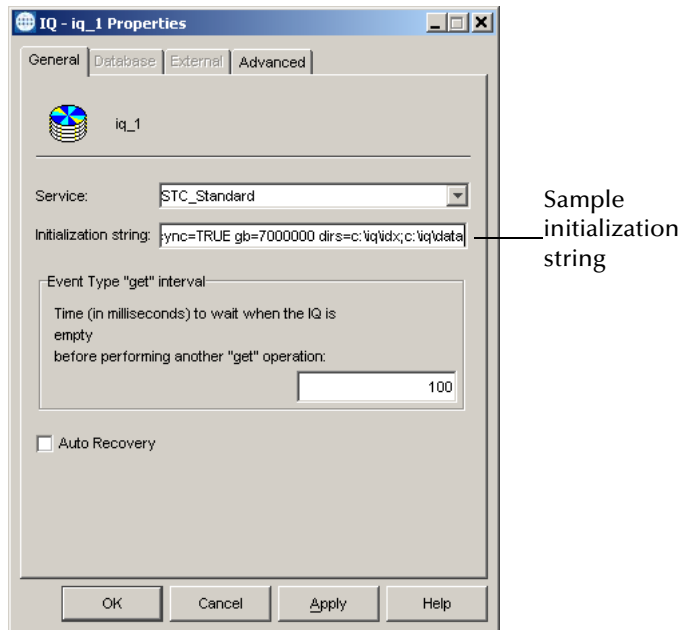 IQ - iq_1 Properties
General Database External Advanced
iq_1
Service: STC_Standard
Initialization string: ync=TRUE gb=7000000 dirs=c:\iq\idx;c:\iq\data
Sample
initialization
string
Event Type "get" interval
Time (in milliseconds) to wait when the IQ is
empty
before performing another "get" operation:
100
Auto Recovery
OK Cancel Apply Help